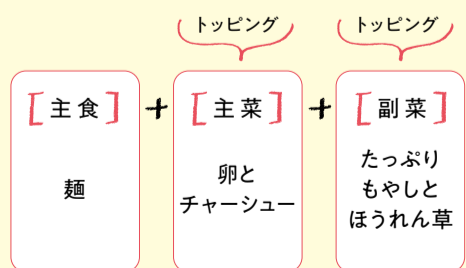 トッピング
トッピング
[主食]
麺
+
[主菜]
卵と
チャーシュー
+
[副菜]
たっぷり
もやしと
ほうれん草